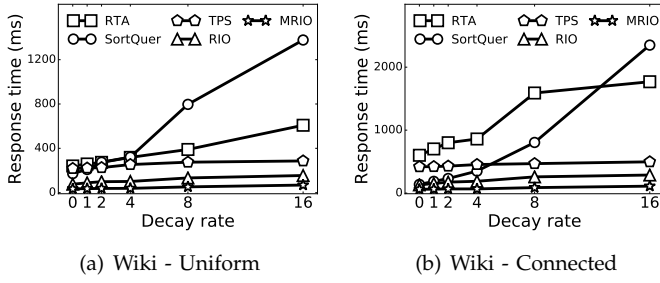 RTA TPS MRIO
SortQuer RIO
Response time (ms)
1200
800
400
0
0 1 2 4 8 16
Decay rate
(a) Wiki - Uniform
RTA TPS MRIO
SortQuer RIO
Response time (ms)
2000
1000
0
0 1 2 4 8 16
Decay rate
(b) Wiki - Connected